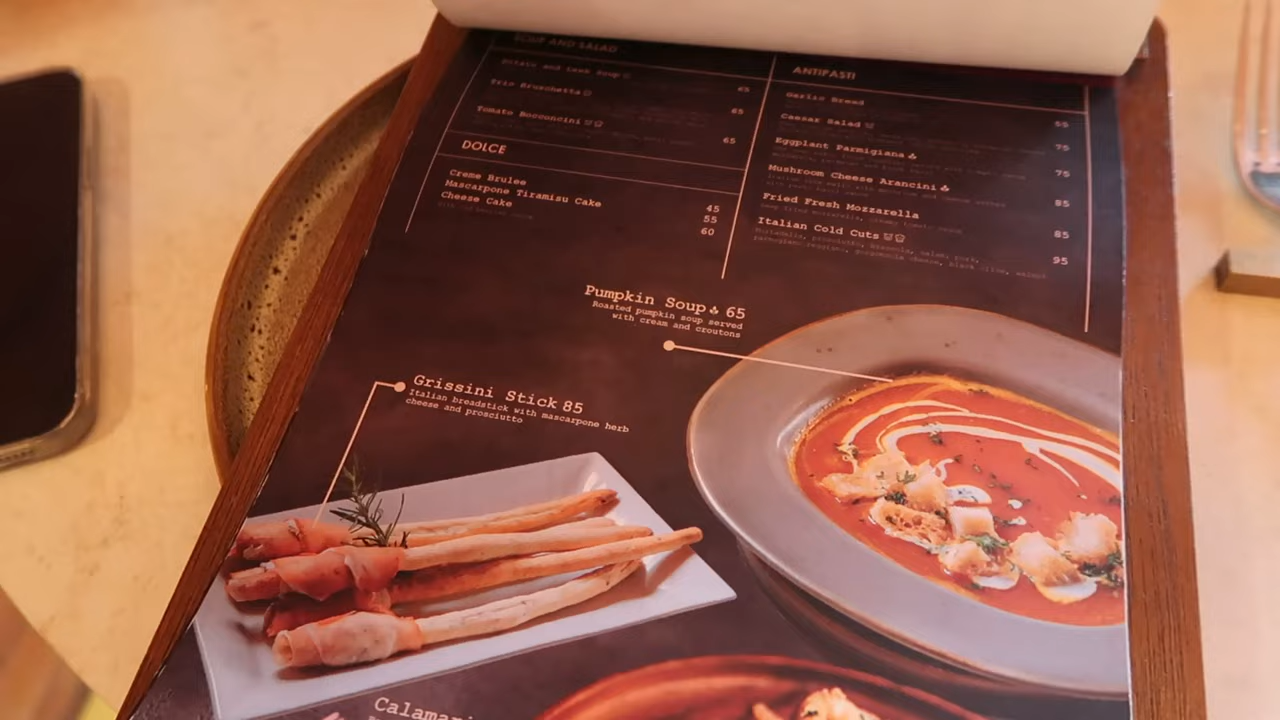 SOUP AND SALAD
Potato and Leek Soup
65
Trio Bruschetta
65
Tomato Bocconcini
65
DOLCE
Creme Brulee 45
Mascarpone Tiramisu Cake 55
Cheese Cake 60
ANTIPASTI
Garlic Bread
55
Caesar Salad
75
Eggplant Parmigiana
75
Mushroom Cheese Arancini
85
Fried Fresh Mozzarella
85
Italian Cold Cuts
95
Pumpkin Soup 65
Roasted pumpkin soup served
with cream and croutons
Grissini Stick 85
Italian breadstick with mascarpone herb
cheese and prosciutto
Calamari